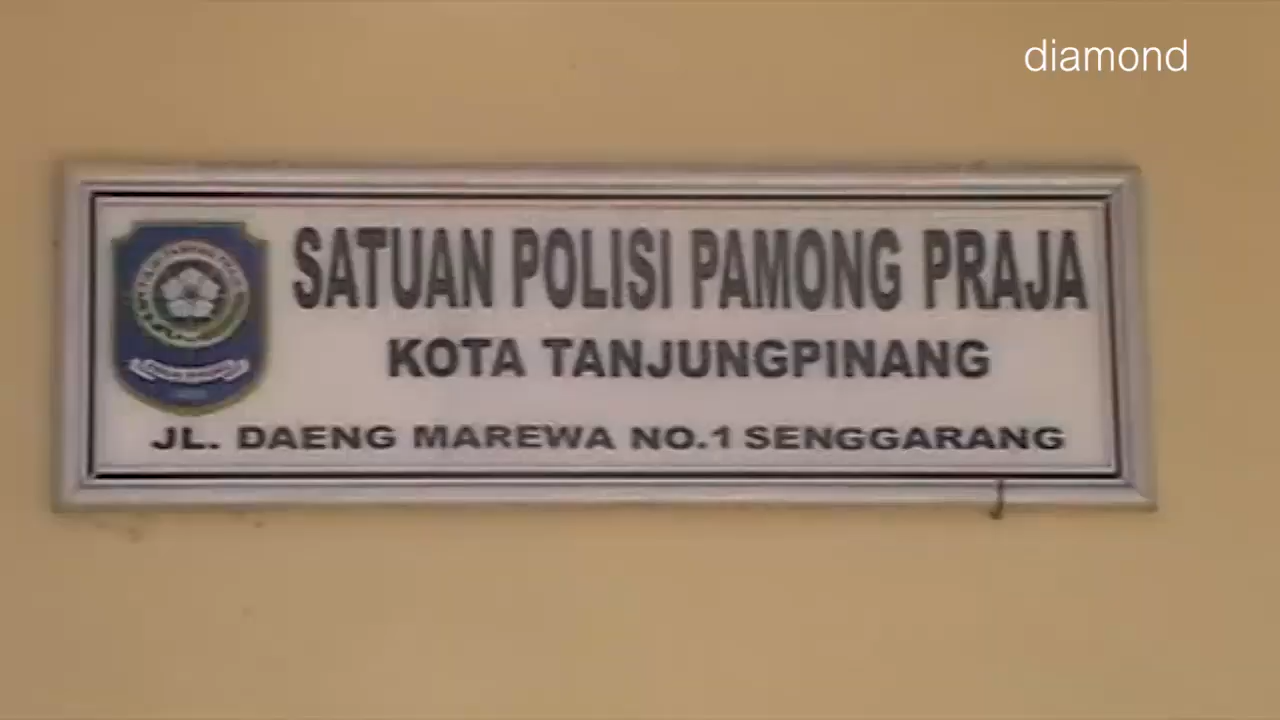 diamond
SATUAN POLISI PAMONG PRAJA
KOTA TANJUNGPINANG
JL. DAENG MAREWA NO.1 SENGGARANG